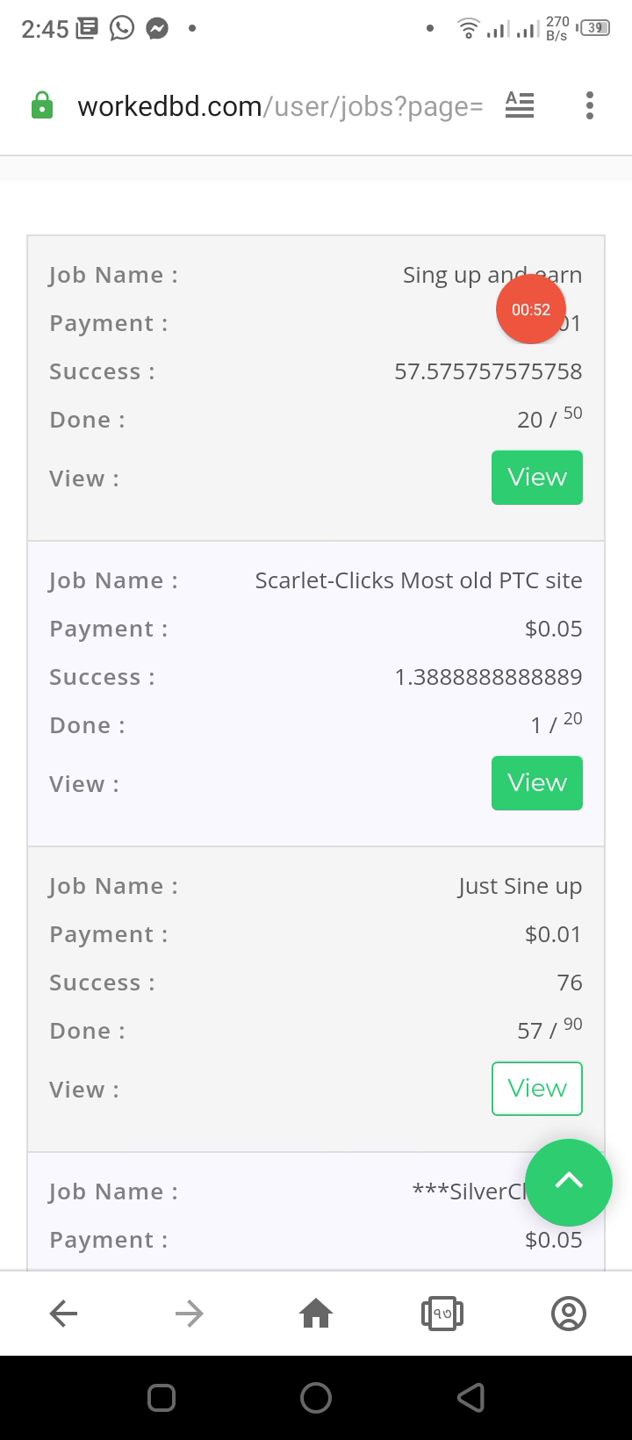 2:45
270
B/s
39
workedbd.com/user/jobs?page=
Job Name : Sing up and earn
00:52
Payment : 01
Success : 57.575757575758
Done : 20 / 50
View : View
Job Name : Scarlet-Clicks Most old PTC site
Payment : $0.05
Success : 1.3888888888889
Done : 1 / 20
View : View
Job Name : Just Sine up
Payment : $0.01
Success : 76
Done : 57 / 90
View : View
Job Name : ***SilverCl
Payment : $0.05
৭৩